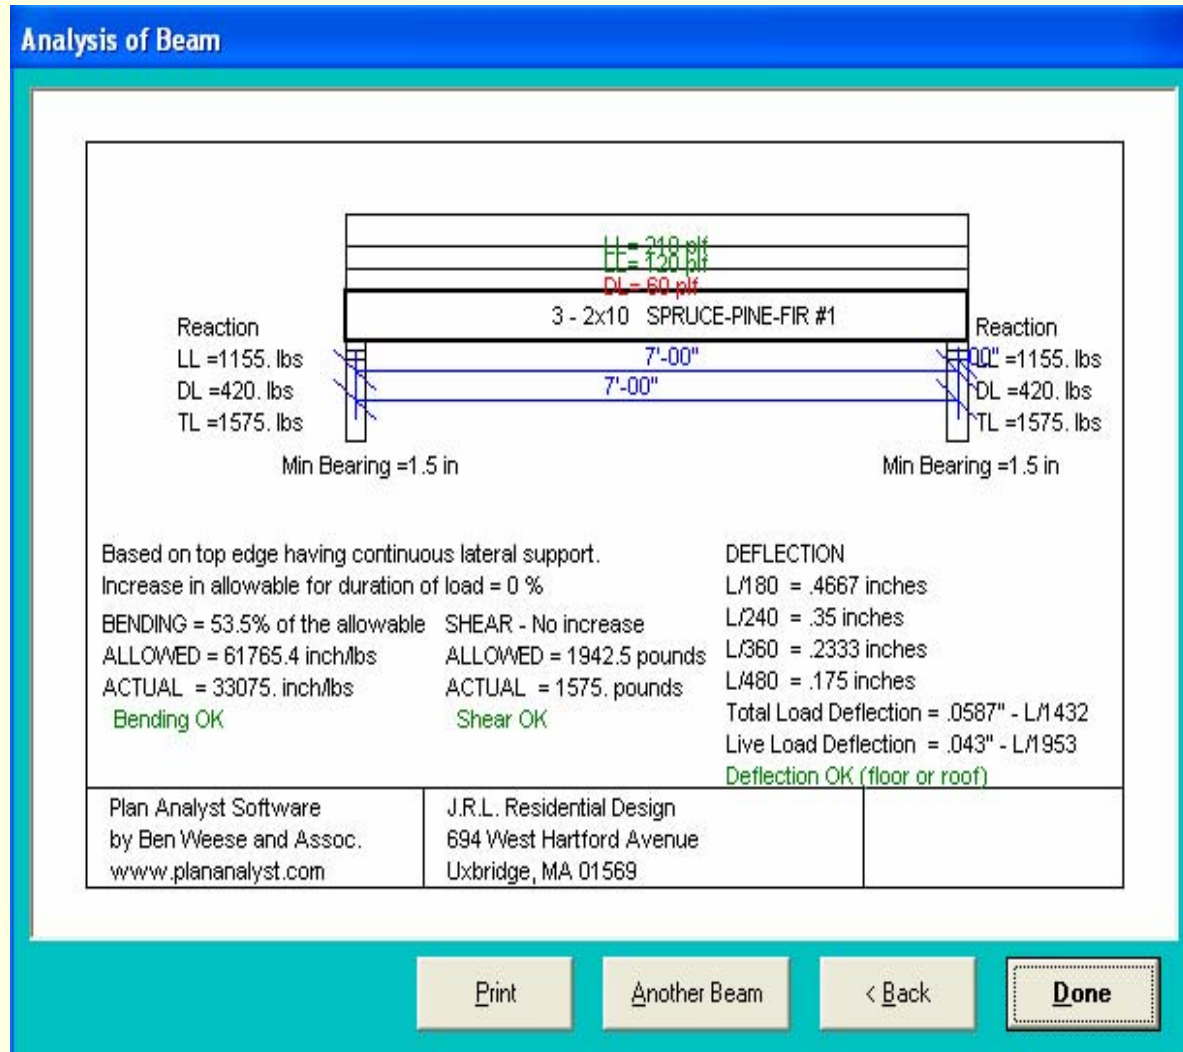 Analysis of Beam
LL= 210 plf
LL= 120 plf
DL= 60 plf
3 - 2x10 SPRUCE-PINE-FIR #1
Reaction
LL =1155. lbs
DL =420. lbs
TL =1575. lbs
Min Bearing =1.5 in
7'-00"
7'-00"
Reaction
LL =1155. lbs
DL =420. lbs
TL =1575. lbs
Min Bearing =1.5 in
Based on top edge having continuous lateral support.
Increase in allowable for duration of load = 0 %
BENDING = 53.5% of the allowable
ALLOWED = 61765.4 inch/lbs
ACTUAL = 33075. inch/lbs
Bending OK
SHEAR - No increase
ALLOWED = 1942.5 pounds
ACTUAL = 1575. pounds
Shear OK
DEFLECTION
L/180 = .4667 inches
L/240 = .35 inches
L/360 = .2333 inches
L/480 = .175 inches
Total Load Deflection = .0587" - L/1432
Live Load Deflection = .043" - L/1953
Deflection OK (floor or roof)
Plan Analyst Software
by Ben Weese and Assoc.
www.plananalyst.com
J.R.L. Residential Design
694 West Hartford Avenue
Uxbridge, MA 01569
Print
Another Beam
< Back
Done